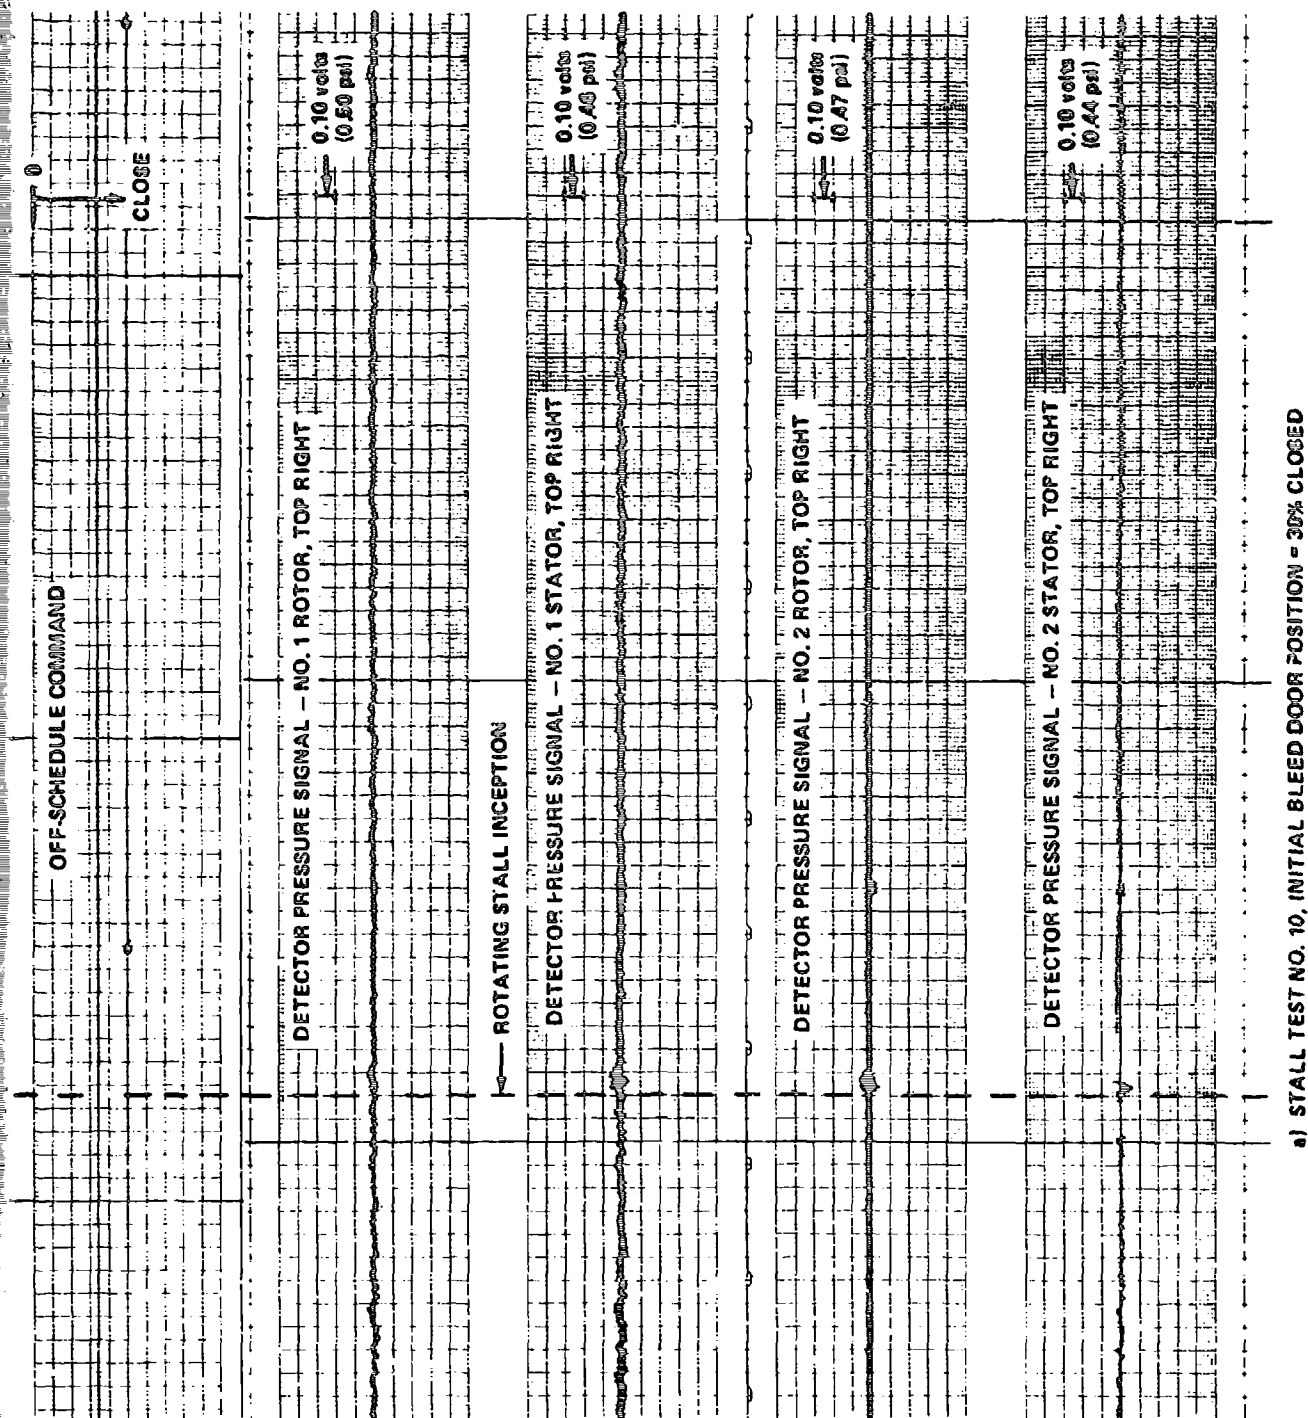 0
CLOSE
OFF-SCHEDULE COMMAND
0.10 volts
(0.50 psi)
DETECTOR PRESSURE SIGNAL – NO. 1 ROTOR, TOP RIGHT
ROTATING STALL INCEPTION
0.10 volts
DETECTOR PRESSURE SIGNAL – NO. 1 STATOR, TOP RIGHT
0.10 volts
(0.47 psi)
DETECTOR PRESSURE SIGNAL – NO. 2 ROTOR, TOP RIGHT
0.10 volts
(0.44 psi)
DETECTOR PRESSURE SIGNAL – NO. 2 STATOR, TOP RIGHT
a) STALL TEST NO. 10, INITIAL BLEED DOOR POSITION = 30% CLOSED